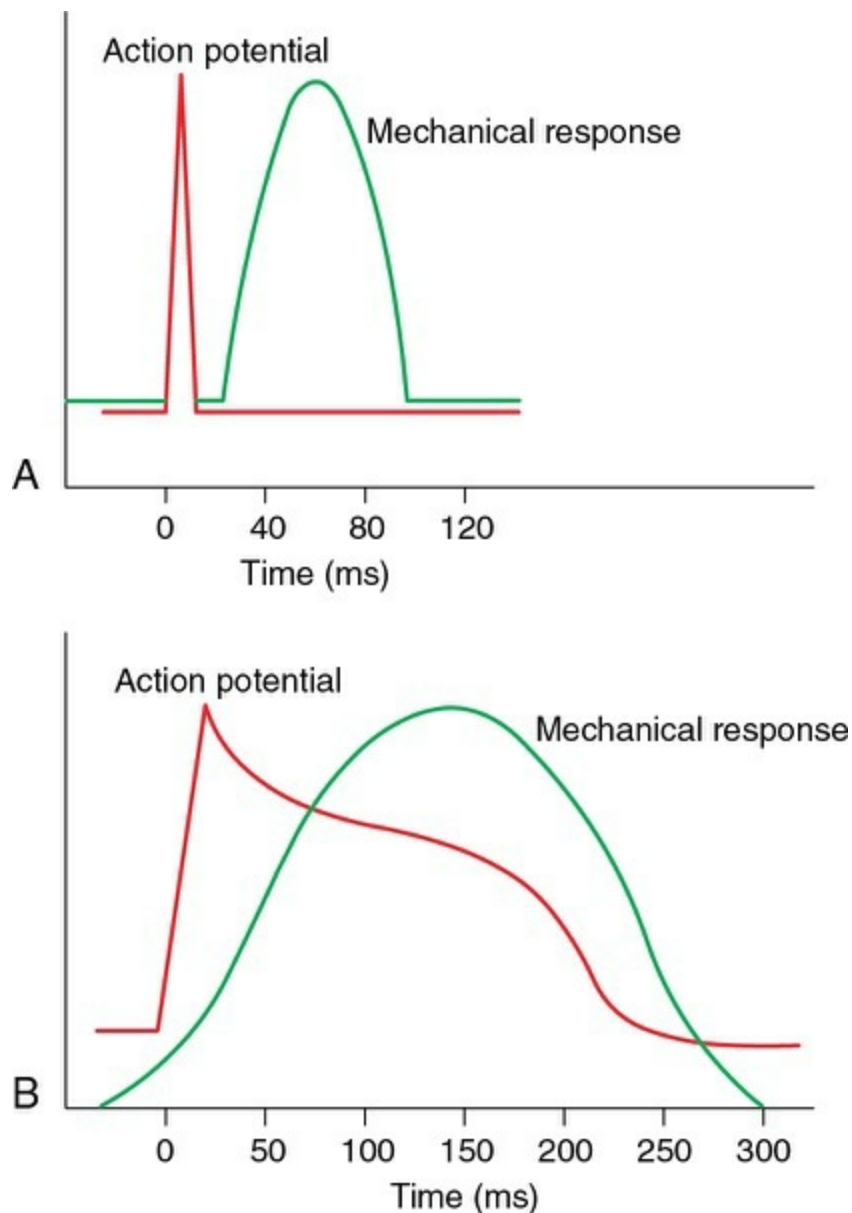 Action potential
Mechanical response
A
0 40 80 120
Time (ms)
Action potential
Mechanical response
B
0 50 100 150 200 250 300
Time (ms)